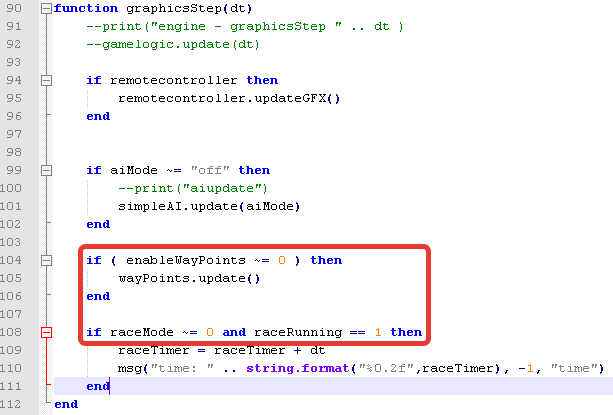 90 function graphicsStep(dt)
91 --print("engine - graphicsStep " .. dt )
92 --gamelogic.update(dt)
93
94 if remotecontroller then
95 remotecontroller.updateGFX()
96 end
97
98
99 if aiMode ~= "off" then
100 --print("aiupdate")
101 simpleAI.update(aiMode)
102 end
103
104 if ( enableWayPoints ~= 0 ) then
105 wayPoints.update()
106 end
107
108 if raceMode ~= 0 and raceRunning == 1 then
109 raceTimer = raceTimer + dt
110 msg("time: " .. string.format("%0.2f",raceTimer), -1, "time")
111 end
112 end